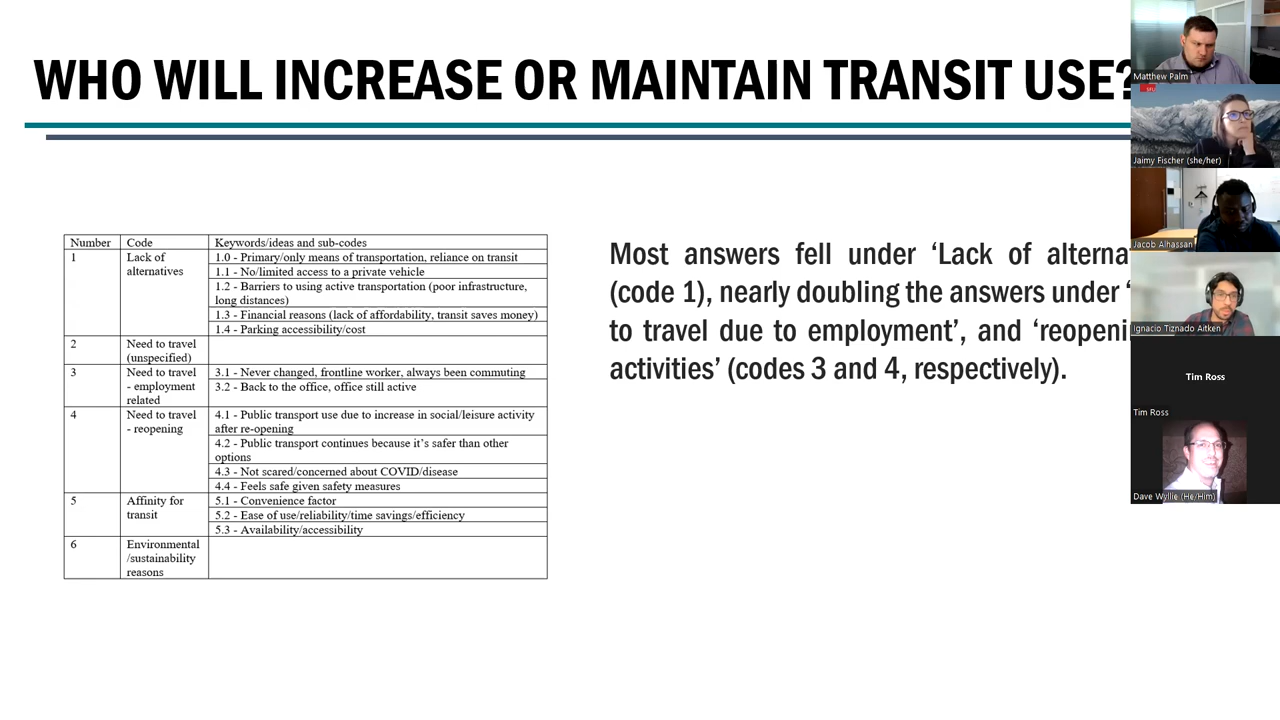 WHO WILL INCREASE OR MAINTAIN TRANSIT USE?
Number Code Keywords/ideas and sub-codes
1 Lack of alternatives 1.0 - Primary/only means of transportation, reliance on transit
1.1 - No/limited access to a private vehicle
1.2 - Barriers to using active transportation (poor infrastructure,
long distances)
1.3 - Financial reasons (lack of affordability, transit saves money)
1.4 - Parking accessibility/cost
2 Need to travel
(unspecified)
3 Need to travel
- employment
related
3.1 - Never changed, frontline worker, always been commuting
3.2 - Back to the office, office still active
4 Need to travel
- reopening
4.1 - Public transport use due to increase in social/leisure activity
after re-opening
4.2 - Public transport continues because it's safer than other
options
4.3 - Not scared/concerned about COVID/disease
4.4 - Feels safe given safety measures
5 Affinity for
transit
5.1 - Convenience factor
5.2 - Ease of use/reliability/time savings/efficiency
5.3 - Availability/accessibility
6 Environmental
/sustainability
reasons
Most answers fell under ‘Lack of alterna
(code 1), nearly doubling the answers under ‘
to travel due to employment’, and ‘reopeni
activities’ (codes 3 and 4, respectively).
Matthew Palm
SFU
Jaimy Fischer (she/her)
Jacob Alhassan
Ignacio Tiznado Aitken
Tim Ross
Tim Ross
Dave Wyllie (He/Him)